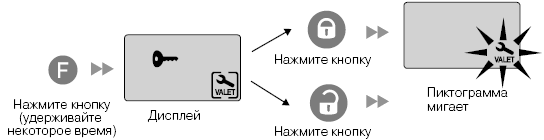 F
Нажмите кнопку
(удерживайте
некоторое время)
VALET
Дисплей
Нажмите кнопку
Нажмите кнопку
VALET
Пиктограмма
мигает